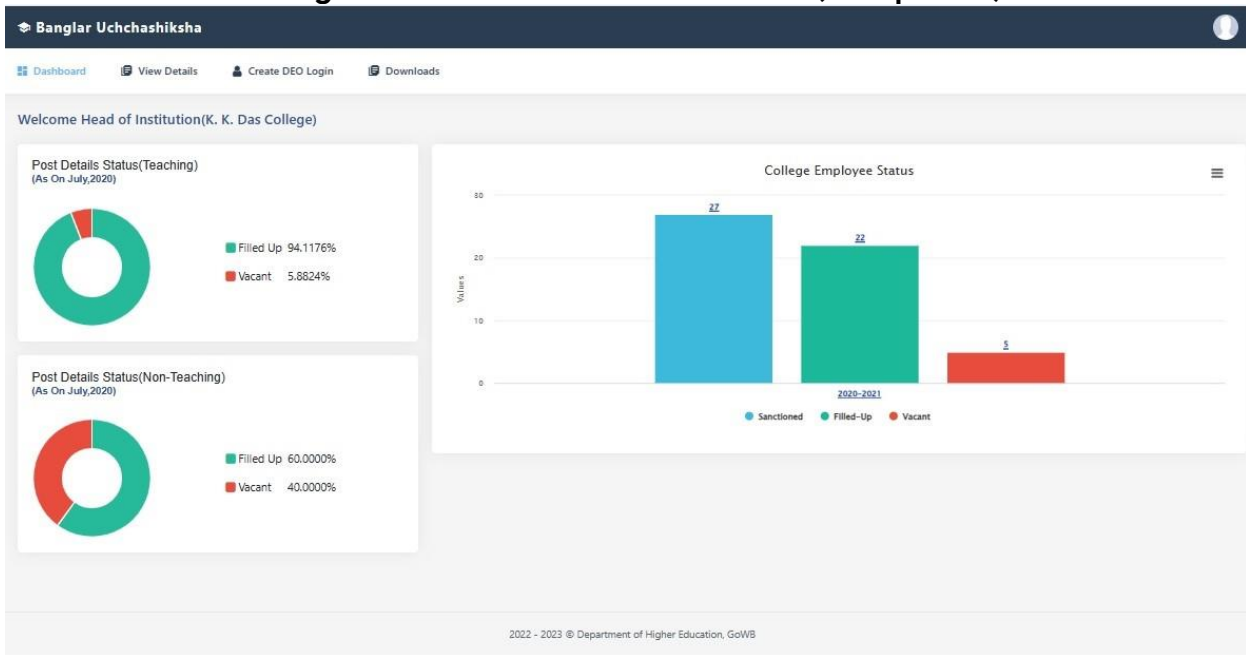 Banglar Uchchashiksha
Dashboard View Details Create DEO Login Downloads
Welcome Head of Institution(K. K. Das College)
Post Details Status(Teaching)
(As On July,2020)
Filled Up 94.1176%
Vacant 5.8824%
Post Details Status(Non-Teaching)
(As On July,2020)
Filled Up 60.0000%
Vacant 40.0000%
College Employee Status
Values
30
20
10
0
27
22
5
2020-2021
Sanctioned Filled-Up Vacant
2022 - 2023 © Department of Higher Education, GoWB